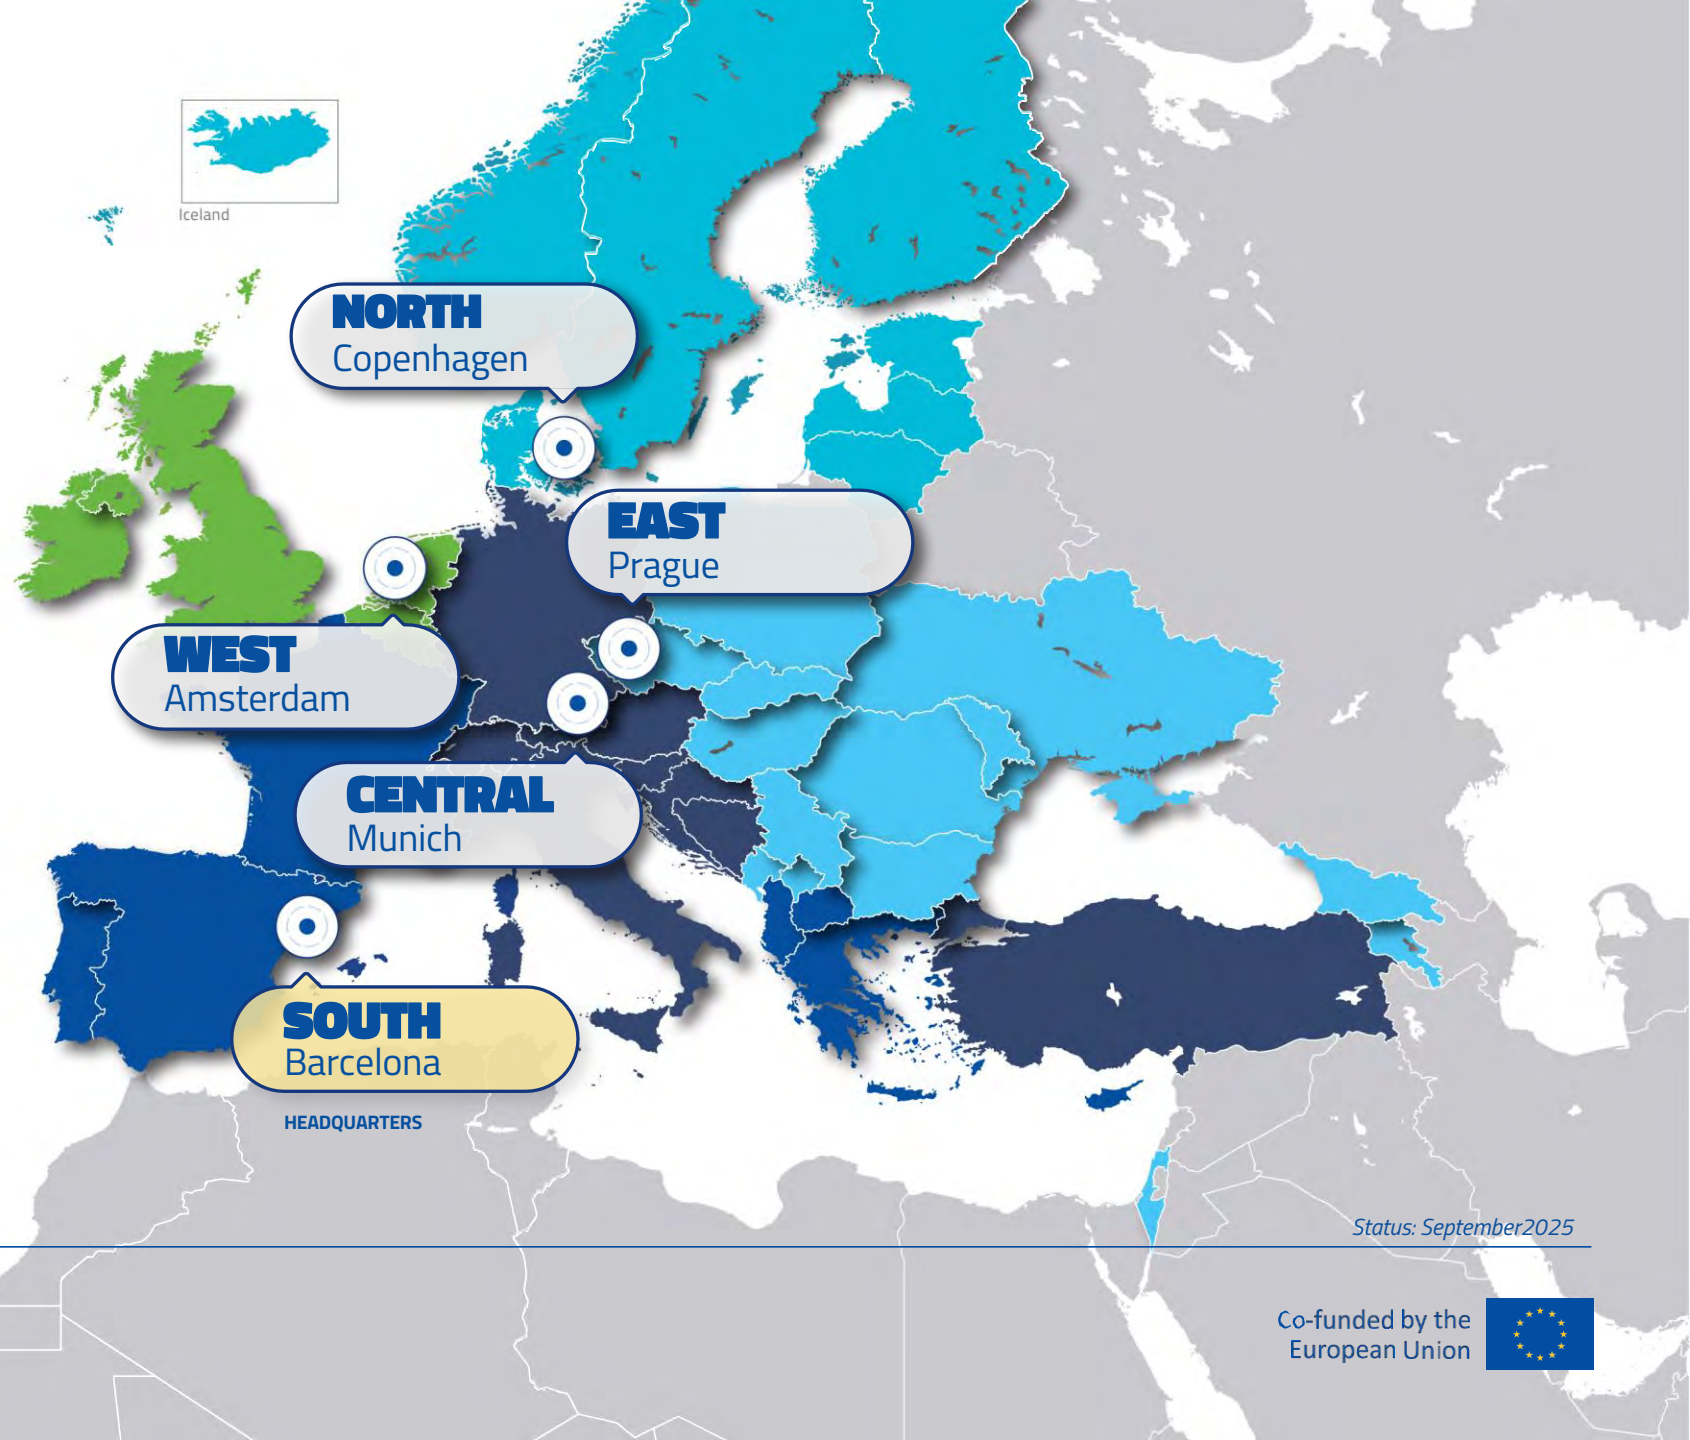 Iceland
NORTH
Copenhagen
EAST
Prague
WEST
Amsterdam
CENTRAL
Munich
SOUTH
Barcelona
HEADQUARTERS
Status: September2025
Co-funded by the
European Union